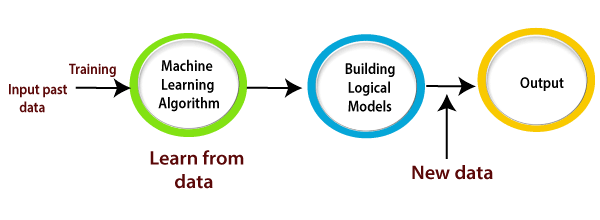 Input past
data
Training
Machine
Learning
Algorithm
Learn from
data
Building
Logical
Models
New data
Output